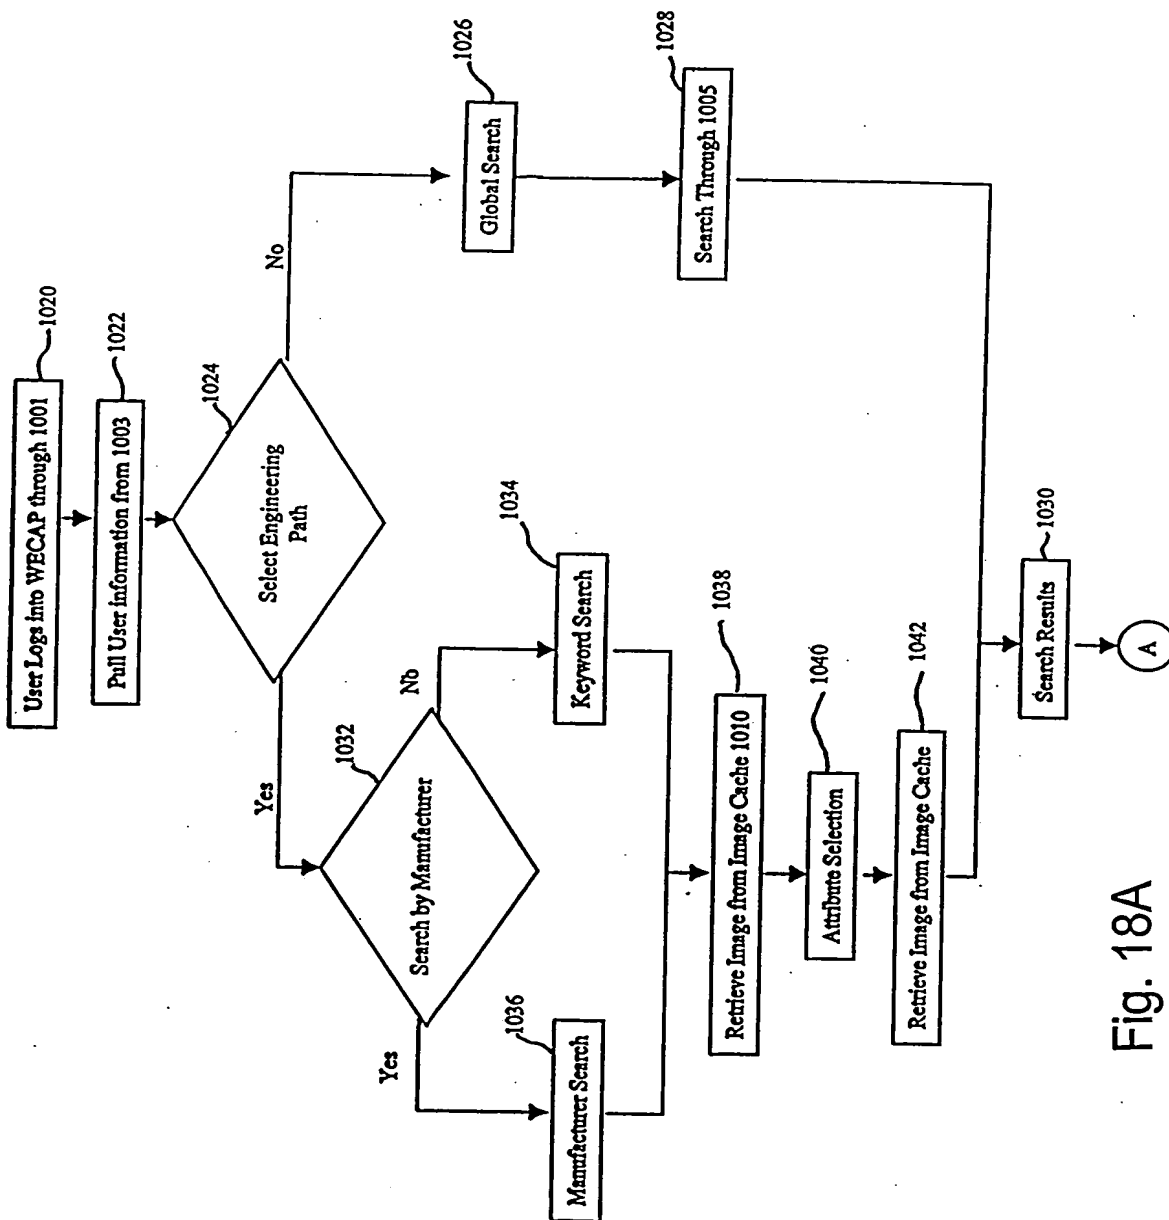 User Logs into WECAP through 1001
1020
Pull User information from 1003
1022
1024
Select Engineering
Path
Yes
No
1032
Search by Manufacturer
Global Search
1026
Yes
No
1036
Manufacturer Search
Keyword Search
1034
Search Through 1005
1028
Retrieve Image from Image Cache 1010
1038
Attribute Selection
1040
Retrieve Image from Image Cache
1042
Search Results
1030
A
Fig. 18A